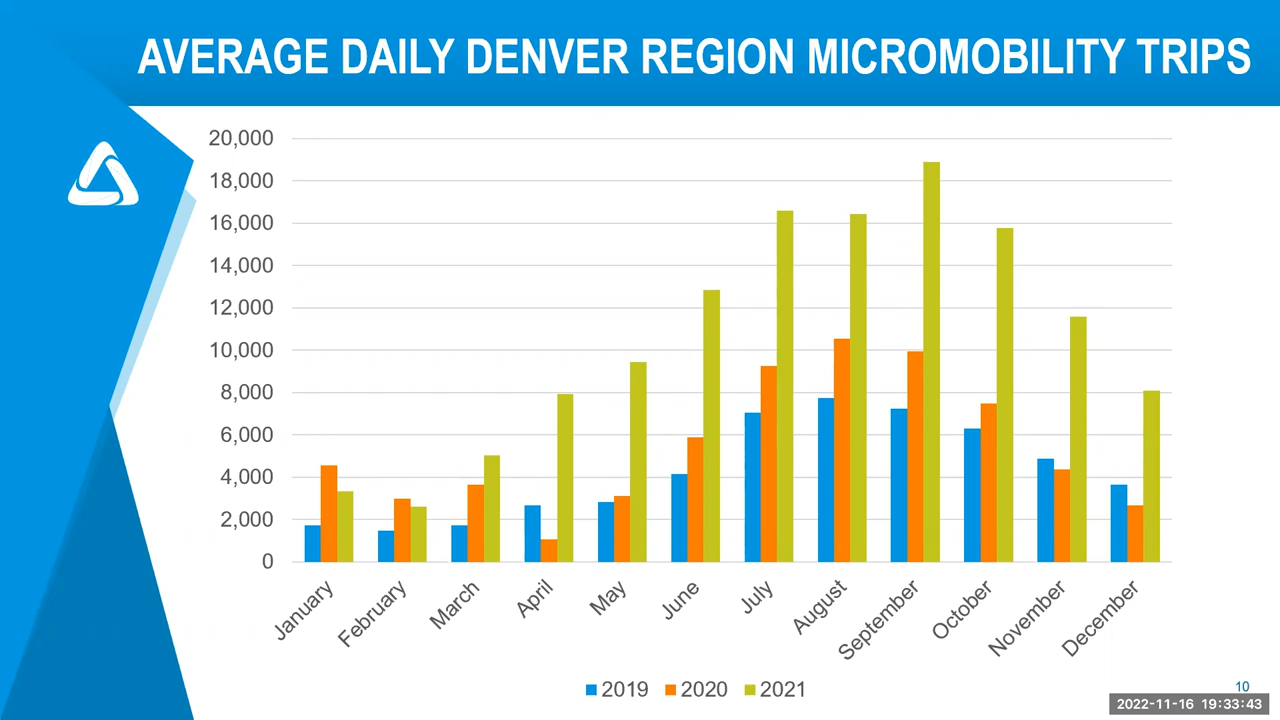 AVERAGE DAILY DENVER REGION MICROMOBILITY TRIPS
20,000
18,000
16,000
14,000
12,000
10,000
8,000
6,000
4,000
2,000
0
January
February
March
April
May
June
July
August
September
October
November
December
2019 2020 2021
10
2022-11-16 19:33:43